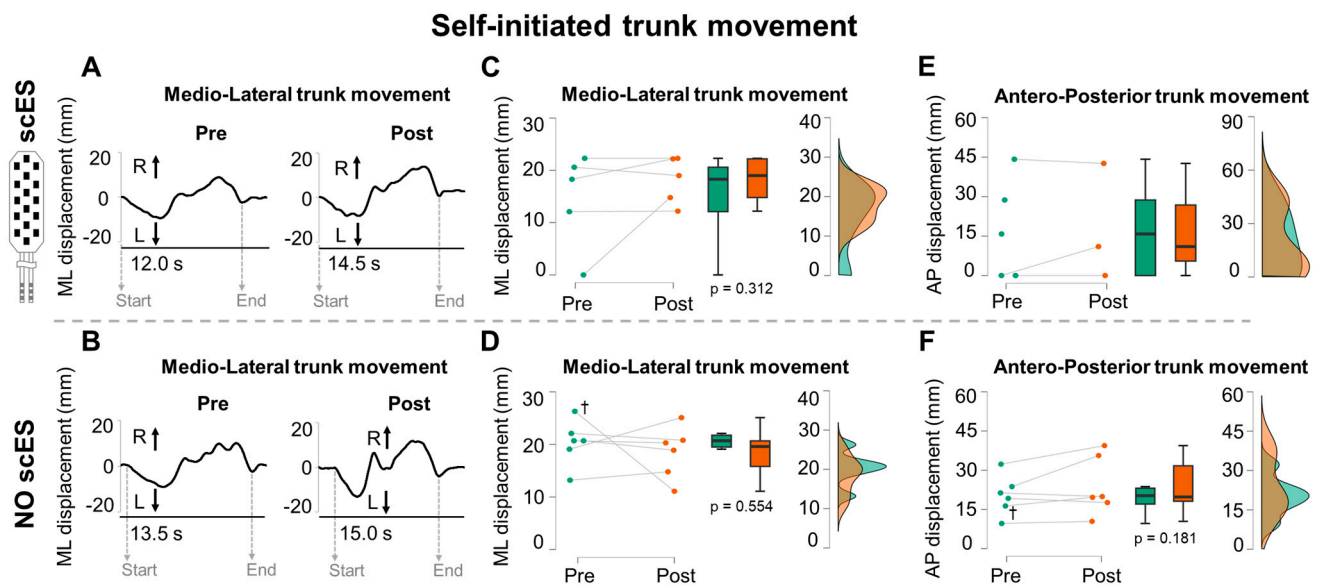 Self-initiated trunk movement
scES
A
Medio-Lateral trunk movement
Pre
Post
ML displacement (mm)
20
0
-20
R
L
12.0 s
Start
End
20
0
-20
R
L
14.5 s
Start
End
C
Medio-Lateral trunk movement
ML displacement (mm)
30
20
10
0
Pre
Post
p = 0.312
40
30
20
10
0
E
Antero-Posterior trunk movement
AP displacement (mm)
60
45
30
15
0
Pre
Post
90
60
30
0
NO scES
B
Medio-Lateral trunk movement
Pre
Post
ML displacement (mm)
20
0
-20
R
L
13.5 s
Start
End
20
0
-20
R
L
15.0 s
Start
End
D
Medio-Lateral trunk movement
ML displacement (mm)
30
20
10
0
†
Pre
Post
p = 0.554
40
30
20
10
0
F
Antero-Posterior trunk movement
AP displacement (mm)
60
45
30
15
0
†
Pre
Post
p = 0.181
60
45
30
15
0